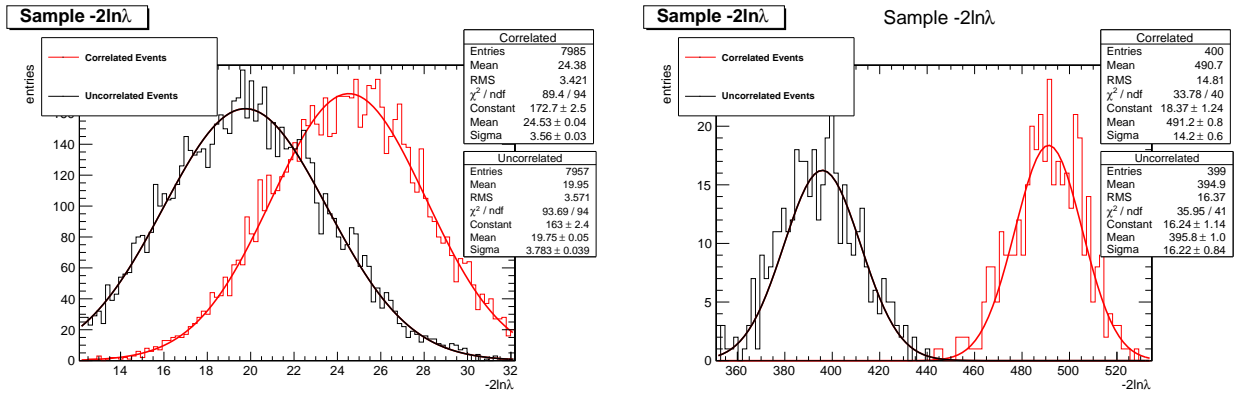 Sample -2lnλ
Correlated Events
Uncorrelated Events
entries
140
120
100
80
60
40
20
0
14 16 18 20 22 24 26 28 30 32
-2lnλ
Correlated
Entries 7985
Mean 24.38
RMS 3.421
χ² / ndf 89.4 / 94
Constant 172.7 ± 2.5
Mean 24.53 ± 0.04
Sigma 3.56 ± 0.03
Uncorrelated
Entries 7957
Mean 19.95
RMS 3.571
χ² / ndf 93.69 / 94
Constant 163 ± 2.4
Mean 19.75 ± 0.05
Sigma 3.783 ± 0.039
Sample -2lnλ
Sample -2lnλ
Correlated Events
Uncorrelated Events
entries
20
15
10
5
0
360 380 400 420 440 460 480 500 520
-2lnλ
Correlated
Entries 400
Mean 490.7
RMS 14.81
χ² / ndf 33.78 / 40
Constant 18.37 ± 1.24
Mean 491.2 ± 0.8
Sigma 14.2 ± 0.6
Uncorrelated
Entries 399
Mean 394.9
RMS 16.37
χ² / ndf 35.95 / 41
Constant 16.24 ± 1.14
Mean 395.8 ± 1.0
Sigma 16.22 ± 0.84